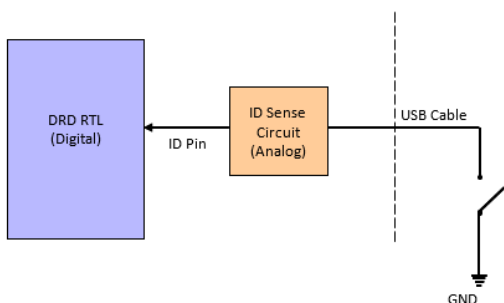 DRD RTL
(Digital)
ID Pin
ID Sense
Circuit
(Analog)
USB Cable
GND